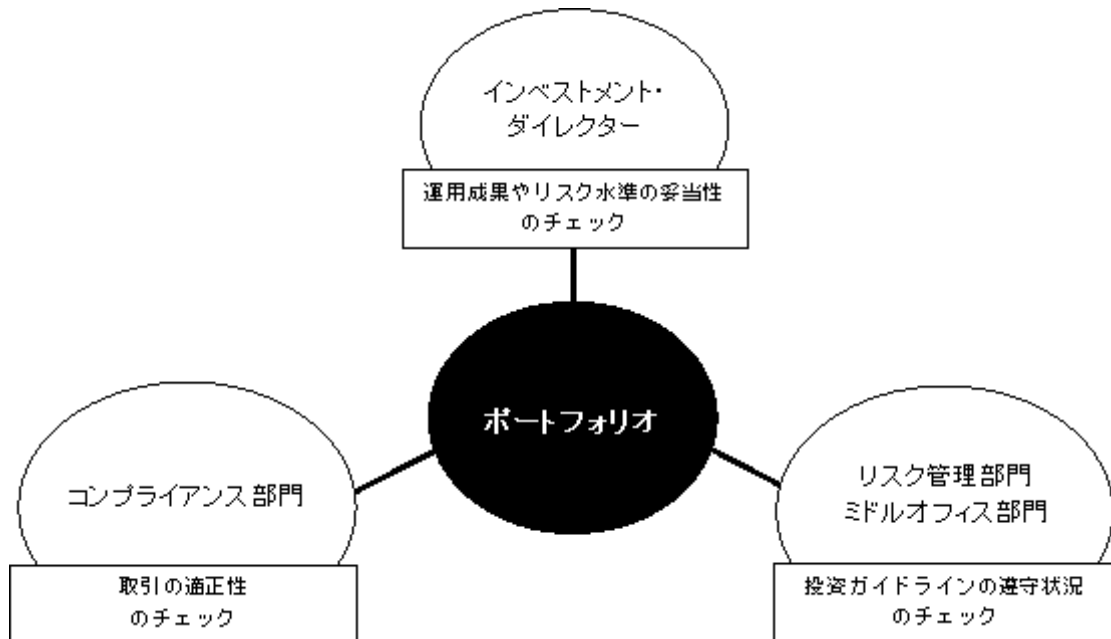 インベストメント・
ダイレクター
運用成果やリスク水準の妥当性
のチェック
ポートフォリオ
コンプライアンス部門
取引の適正性
のチェック
リスク管理部門
ミドルオフィス部門
投資ガイドラインの遵守状況
のチェック